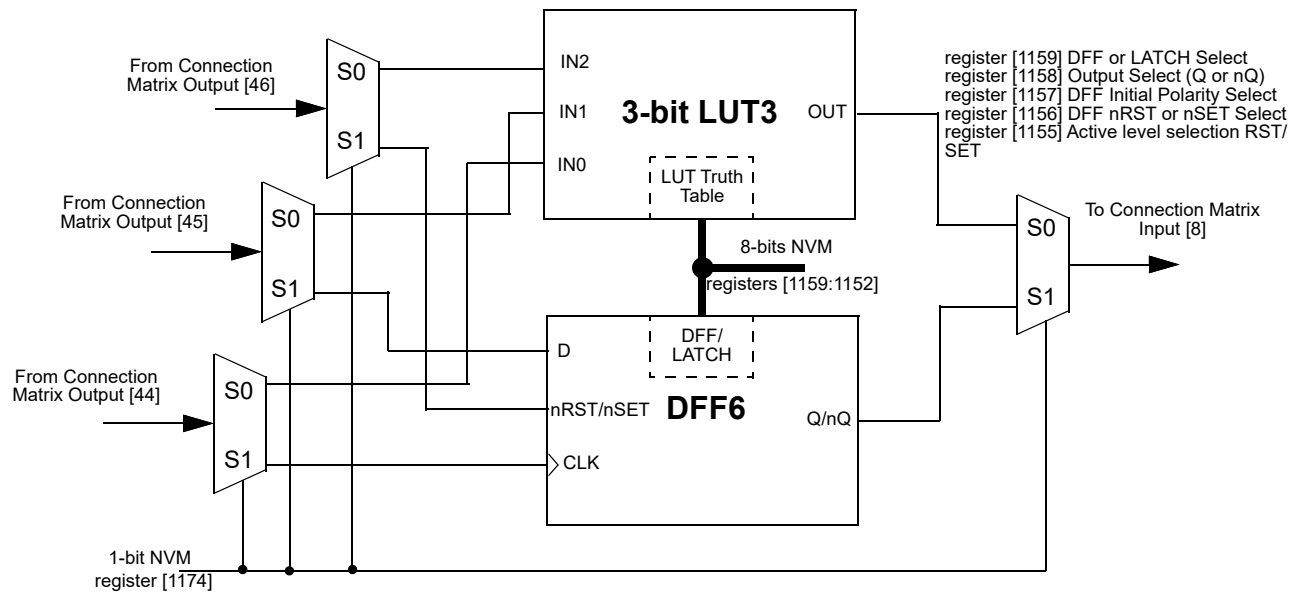 From Connection
Matrix Output [46]
S0
S1
IN2
IN1
IN0
3-bit LUT3
OUT
LUT Truth
Table
register [1159] DFF or LATCH Select
register [1158] Output Select (Q or nQ)
register [1157] DFF Initial Polarity Select
register [1156] DFF nRST or nSET Select
register [1155] Active level selection RST/
SET
From Connection
Matrix Output [45]
S0
S1
8-bits NVM
registers [1159:1152]
To Connection Matrix
Input [8]
S0
S1
From Connection
Matrix Output [44]
S0
S1
D
nRST/nSET
CLK
DFF/
LATCH
DFF6
Q/nQ
1-bit NVM
register [1174]